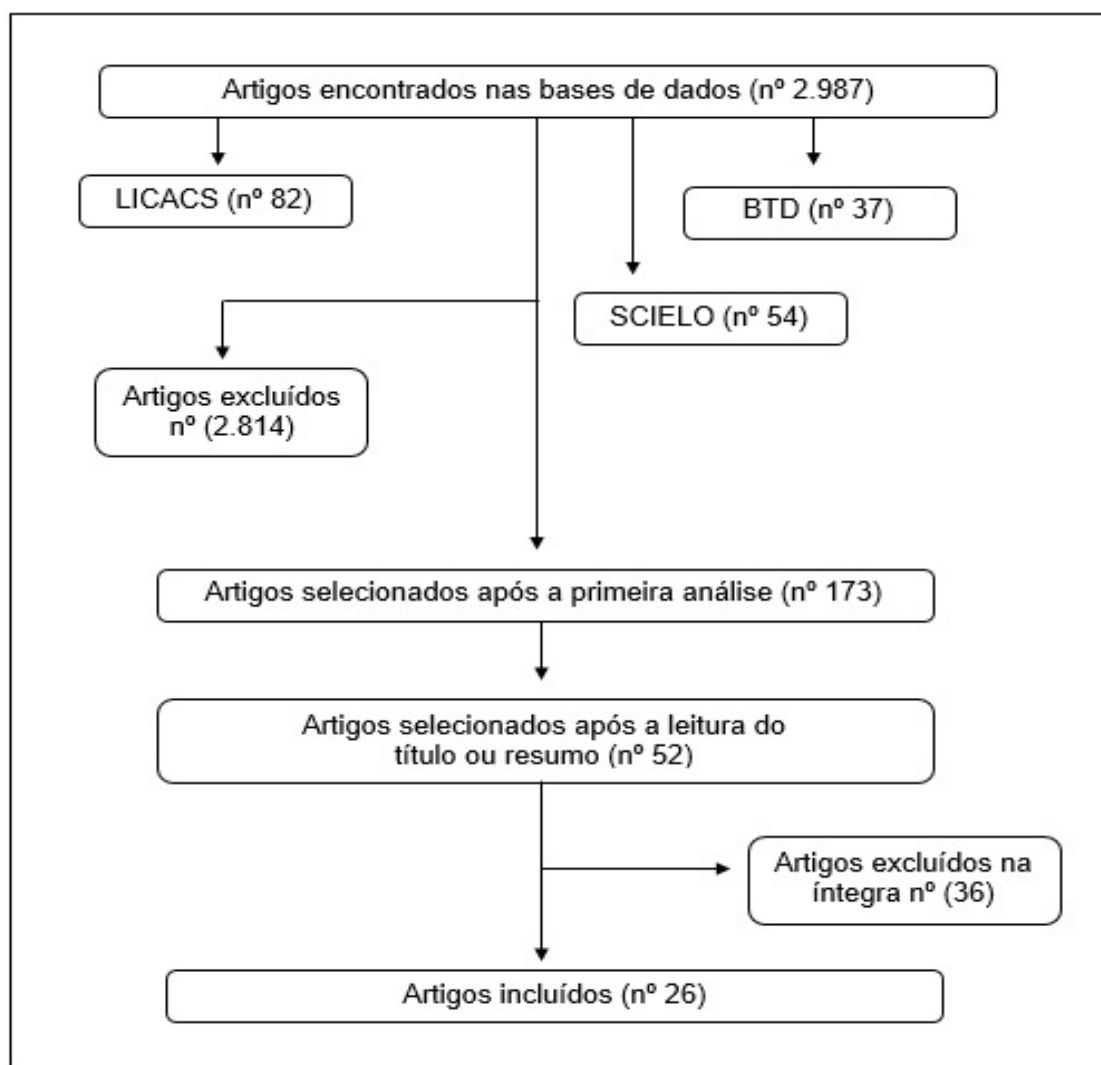 Artigos encontrados nas bases de dados (nº 2.987)
LICACS (nº 82)
BTD (nº 37)
SCIELO (nº 54)
Artigos excluídos
nº (2.814)
Artigos selecionados após a primeira análise (nº 173)
Artigos selecionados após a leitura do
título ou resumo (nº 52)
Artigos excluídos na
íntegra nº (36)
Artigos incluídos (nº 26)